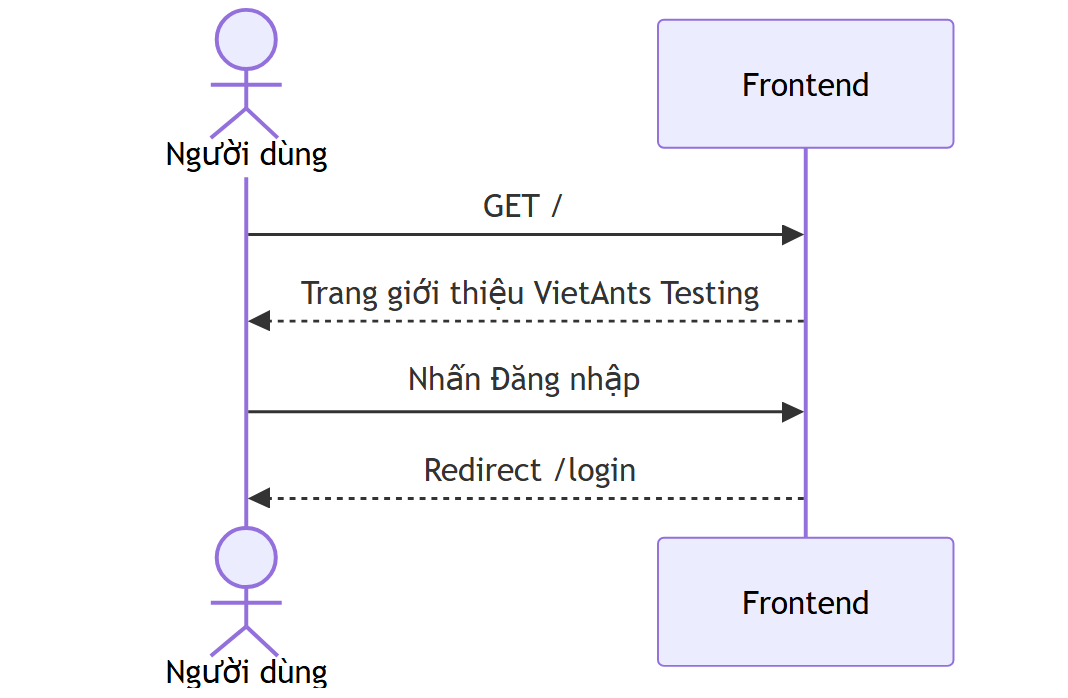 Frontend
Người dùng
GET /
Trang giới thiệu VietAnts Testing
Nhấn Đăng nhập
Redirect /login
Frontend
Người dùng